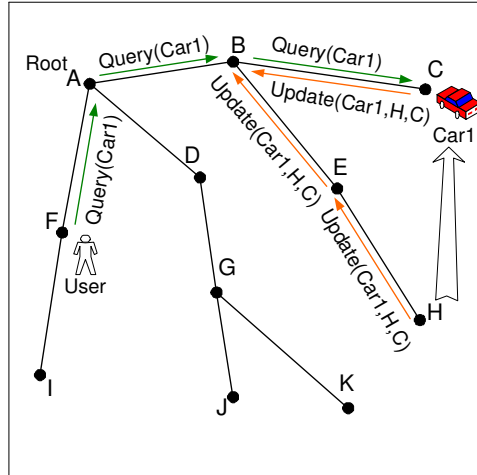 Root
A
Query(Car1)
B
Query(Car1)
C
Update(Car1,H,C)
Car1
Query(Car1)
Update(Car1,H,C)
D
E
F
User
Update(Car1,H,C)
G
H
I
J
K